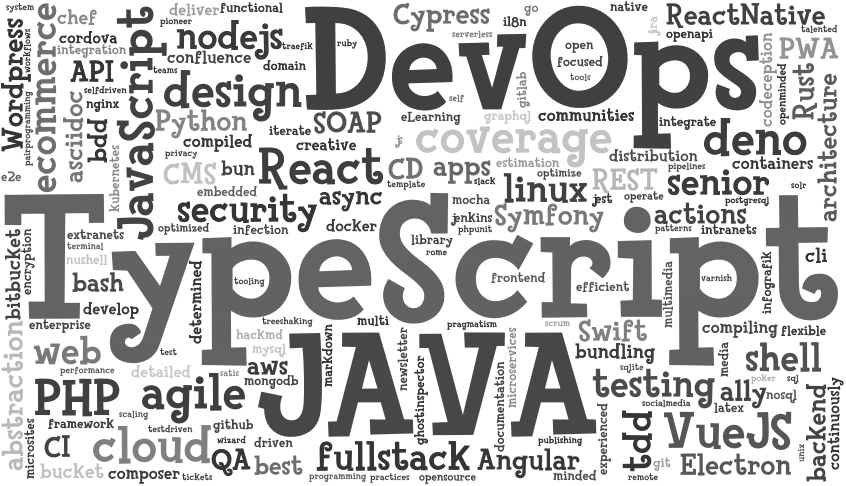 system
chef
deliver
functional
pioneer
Cypress
go
native
ReactNative
Wordpress
workflows
ecommerce
cordova
integration
JavaScript
nodejs
traefik
ruby
DevOps
serverless
i18n
open
focused
tools
jira
openapi
talented
PWA
confluence
domain
API
teams
design
selfdriven
nginx
asciidoc
bdd
pairprogramming
Python
iterate
SOAP
eLearning
self
gitlab
graphql
communities
integrate
codeception
openminded
Rust
architecture
compiled
creative
privacy
jr
coverage
deno
e2e
kubernetes
CMS
bun
React
CD
apps
slack
estimation
optimize
distribution
pipelines
containers
embedded
template
linux
REST
jest
operate
senior
postgresql
solr
security
async
mocha
jenkins
phpunit
Symfony
actions
patterns
intranets
optimized
infection
docker
library
rome
TypeScript
bitbucket
encryption
extranets
terminal
nushell
bash
develop
enterprise
determined
tooling
frontend
efficient
multimedia
varnish
infografik
cli
test
treeshaking
multi
pragmatism
scrum
Swift
compiling
flexible
abstraction
web
performance
detailed
hackmd
mysql
satis
aws
mongodb
markdown
JAVA
newsletter
ghostinspector
documentation
microservices
bundling
sqlite
media
shell
poker
sql
nosql
PHP
agile
scaling
testing
ally
latex
socialmedia
backend
continuously
framework
testdriven
github
wizard
driven
publishing
experienced
tdd
VueJS
microsites
CI
cloud
QA
best
fullstack
Angular
minded
remote
git
Electron
unix
bucket
composer
tickets
programming
practices
opensource